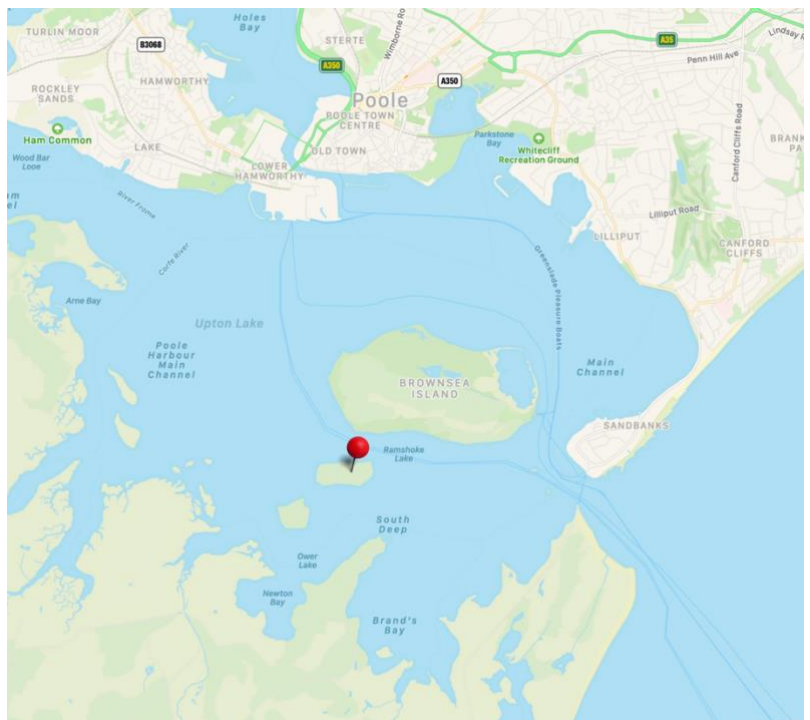 Holes
Bay
TURLIN MOOR
STERTE
Wimborne Ro
A35
Lindsay R
B3068
Penn Hill Ave
A350
HAMWORTHY
A350
ROCKLEY
SANDS
Poole
POOLE TOWN
CENTRE
Canford Cliffs Road
Ham Common
Parkstone
Bay
Whitecliff
Recreation Ground
BRANK
PA
LAKE
OLD TOWN
Wood Bar
Looe
LOWER
HAMWORTHY
am
el
River Frome
Lilliput Road
LILLIPUT
CANFORD
CLIFFS
Corfe River
Greenslade Pleasure Boats
Arne Bay
Upton Lake
Poole
Harbour
Main
Channel
Main
Channel
BROWNSEA
ISLAND
SANDBANKS
Ramshoke
Lake
South
Deep
Ower
Lake
Newton
Bay
Brand's
Bay